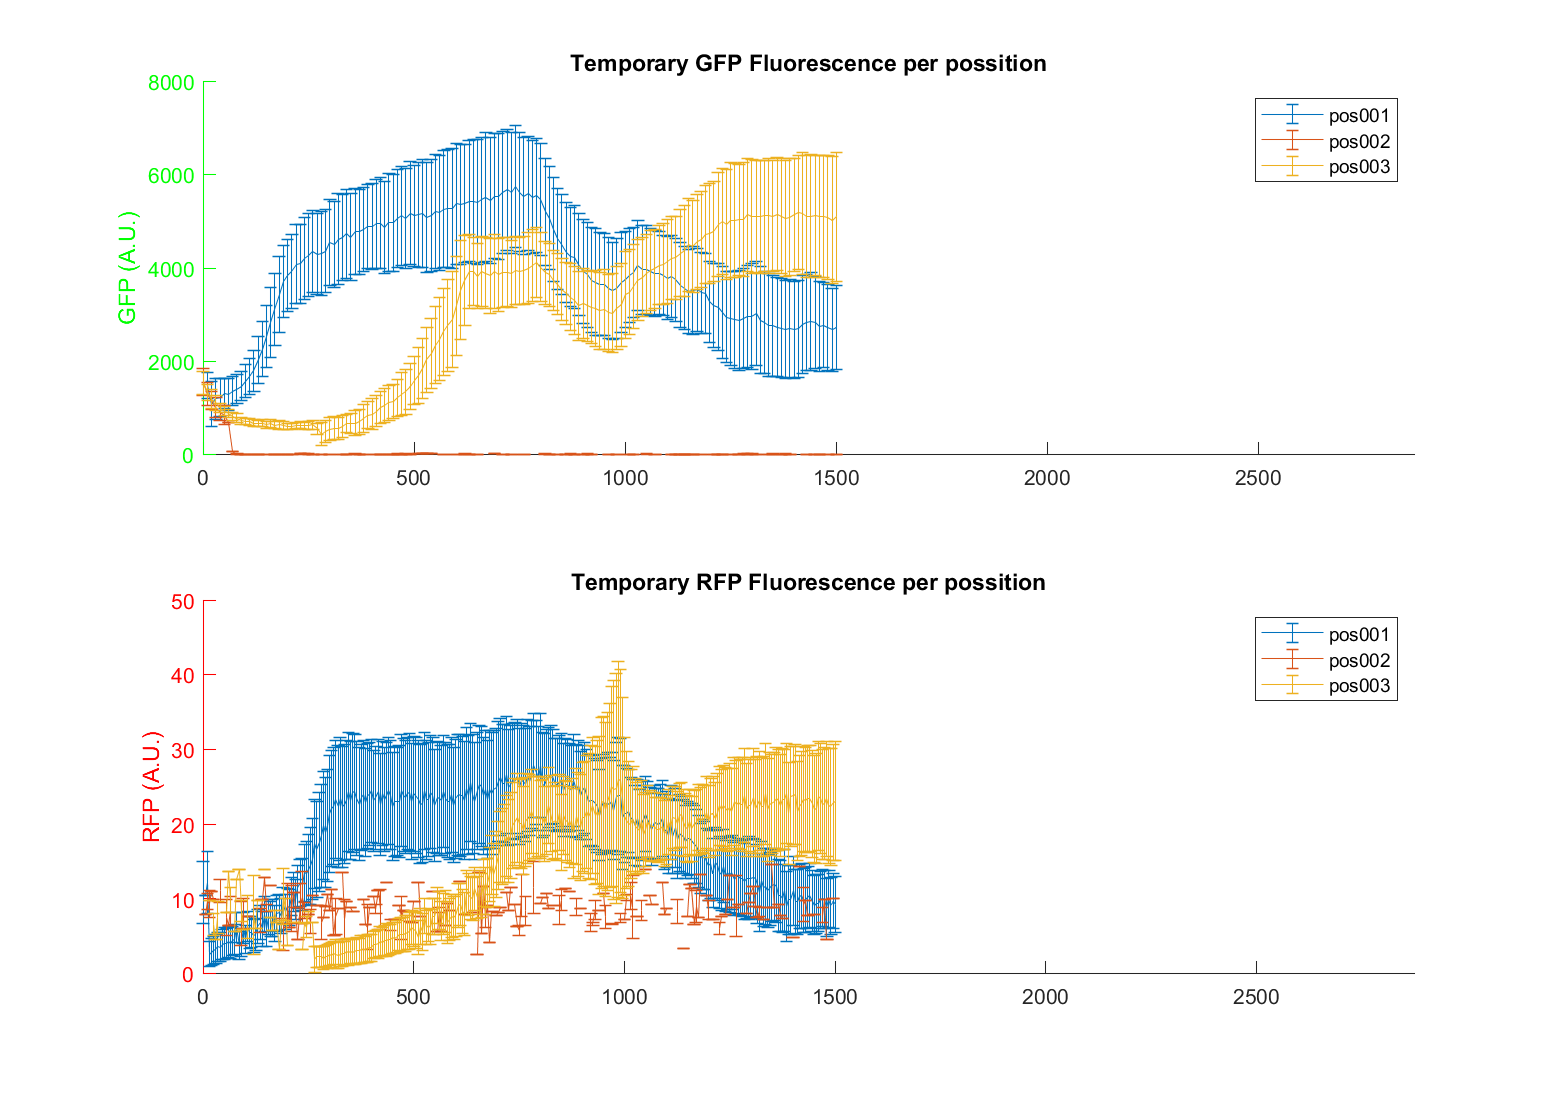 Temporary GFP Fluorescence per possition
8000
6000
4000
2000
0
GFP (A.U.)
0 500 1000 1500 2000 2500
pos001
pos002
pos003
Temporary RFP Fluorescence per possition
50
40
30
20
10
0
RFP (A.U.)
0 500 1000 1500 2000 2500
pos001
pos002
pos003